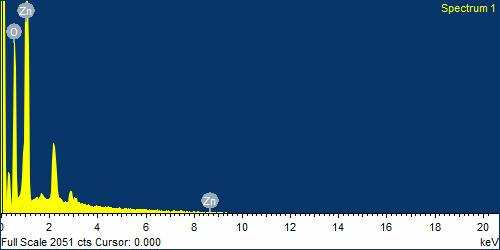 Spectrum 1
Zn
O
Zn
0 2 4 6 8 10 12 14 16 18 20
Full Scale 2051 cts Cursor: 0.000 keV